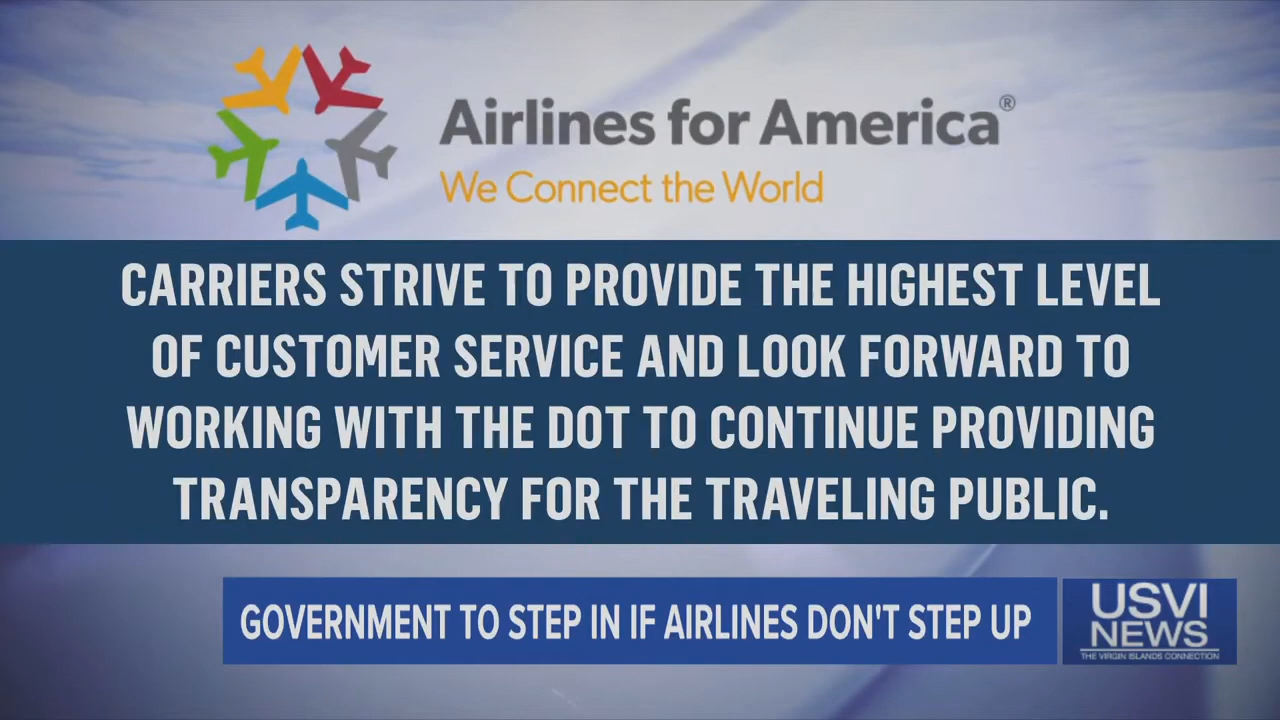 Airlines for America®
We Connect the World
CARRIERS STRIVE TO PROVIDE THE HIGHEST LEVEL
OF CUSTOMER SERVICE AND LOOK FORWARD TO
WORKING WITH THE DOT TO CONTINUE PROVIDING
TRANSPARENCY FOR THE TRAVELING PUBLIC.
GOVERNMENT TO STEP IN IF AIRLINES DON'T STEP UP
USVI
NEWS
THE VIRGIN ISLANDS CONNECTION